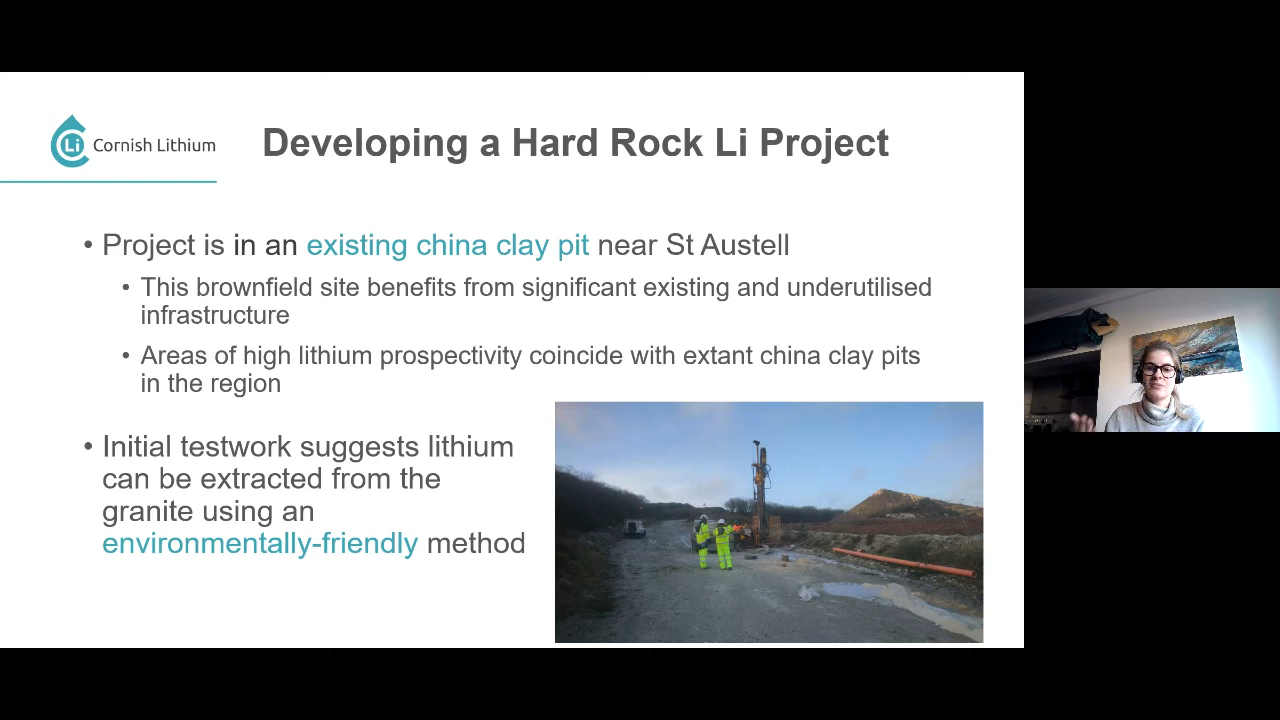 Li
Cornish Lithium
Developing a Hard Rock Li Project
• Project is in an existing china clay pit near St Austell
• This brownfield site benefits from significant existing and underutilised
infrastructure
• Areas of high lithium prospectivity coincide with extant china clay pits
in the region
• Initial testwork suggests lithium
can be extracted from the
granite using an
environmentally-friendly method